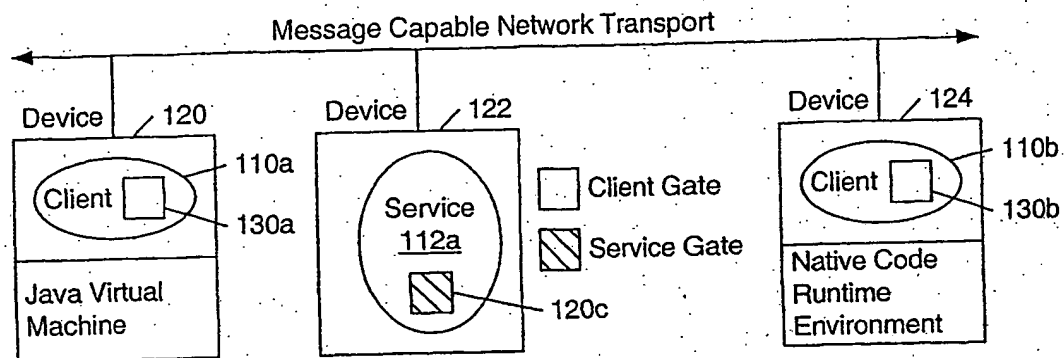 Message Capable Network Transport
Device
120
Client
110a
130a
Java Virtual
Machine
Device
122
Service
112a
120c
Client Gate
Service Gate
Device
124
Client
110b
130b
Native Code
Runtime
Environment